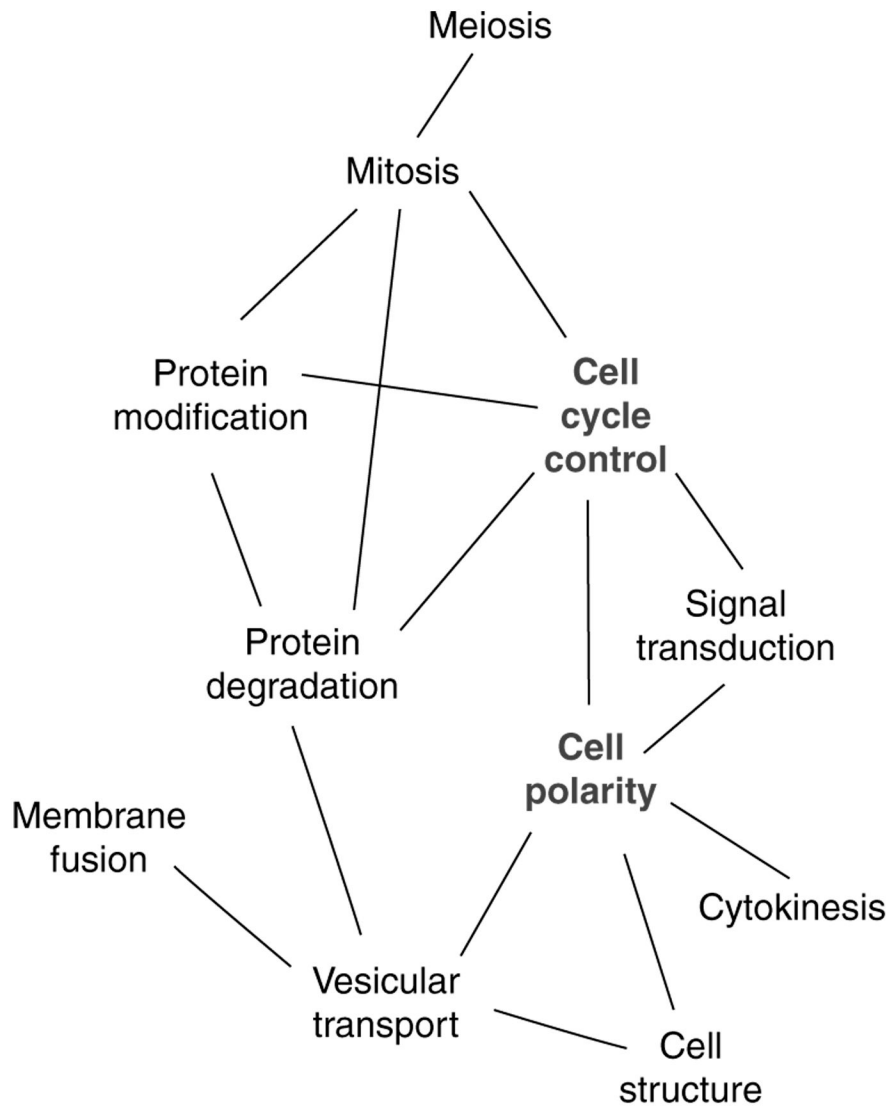 Meiosis
Mitosis
Protein
modification
Cell
cycle
control
Signal
transduction
Protein
degradation
Cell
polarity
Membrane
fusion
Cytokinesis
Vesicular
transport
Cell
structure